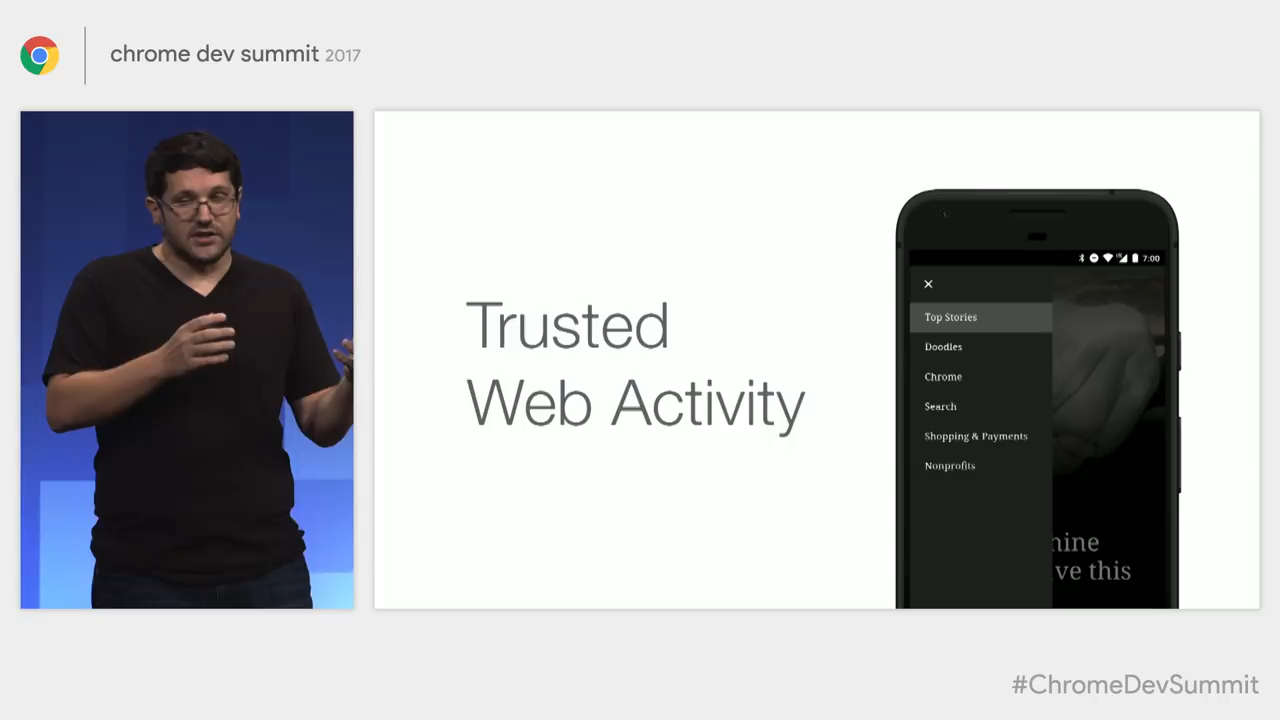 chrome dev summit 2017
Trusted
Web Activity
7:00
Top Stories
Doodles
Chrome
Search
Shopping & Payments
Nonprofits
ve this
#ChromeDevSummit